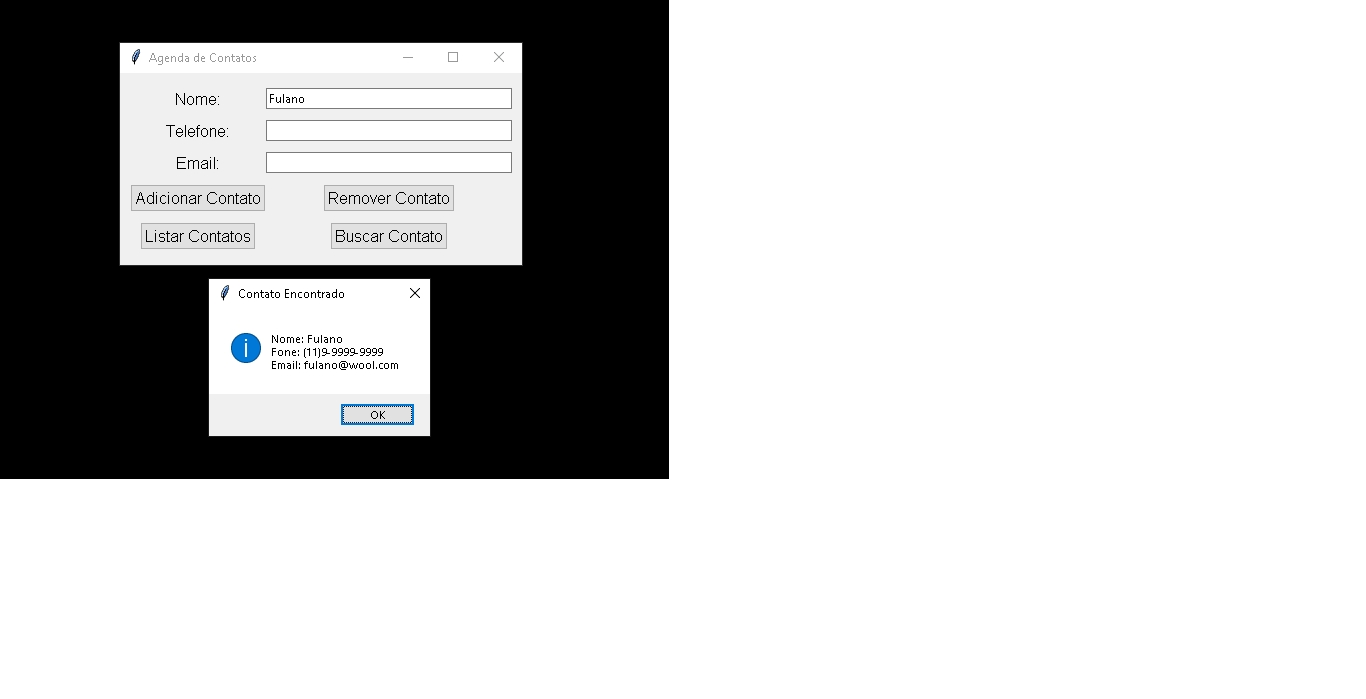 Agenda de Contatos
Nome: Fulano
Telefone:
Email:
Adicionar Contato Remover Contato
Listar Contatos Buscar Contato
Contato Encontrado
Nome: Fulano
Fone: (11)9-9999-9999
Email: fulano@wool.com
OK